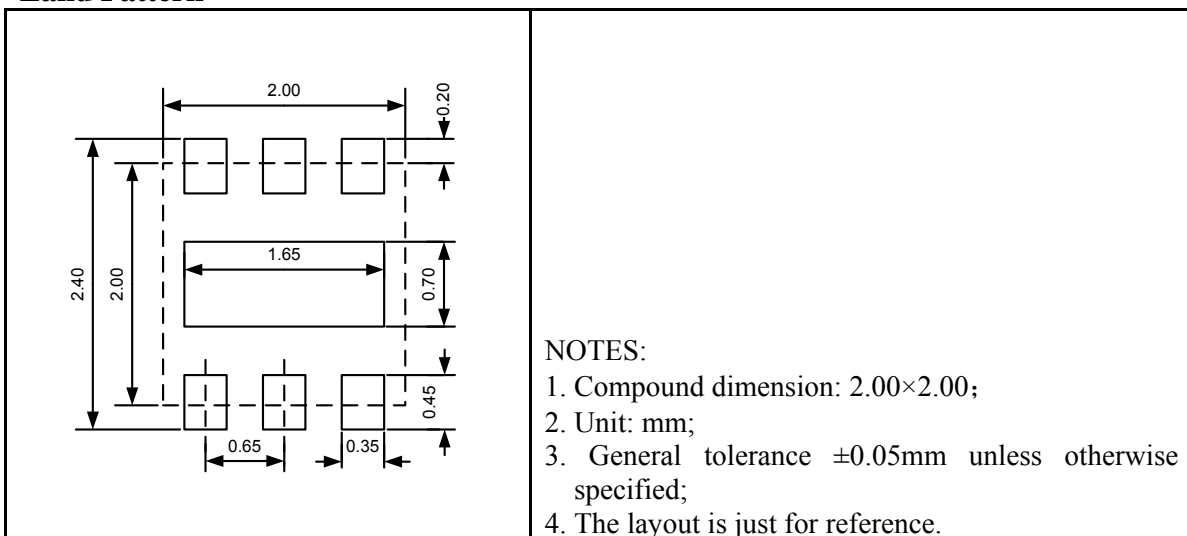 2.00
0.20
2.40
2.00
1.65
0.70
0.45
0.65
0.35
NOTES:
1. Compound dimension: 2.00×2.00；
2. Unit: mm;
3. General tolerance ±0.05mm unless otherwise
specified;
4. The layout is just for reference.